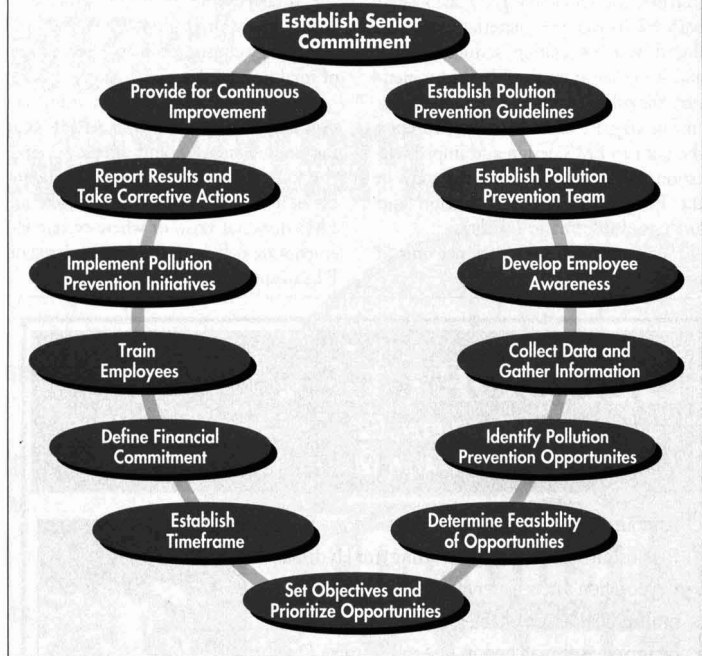 Establish Senior
Commitment
Establish Polution
Prevention Guidelines
Establish Pollution
Prevention Team
Develop Employee
Awareness
Collect Data and
Gather Information
Identify Pollution
Prevention Opportunites
Determine Feasibility
of Opportunities
Set Objectives and
Prioritize Opportunities
Establish
Timeframe
Define Financial
Commitment
Train
Employees
Implement Pollution
Prevention Initiatives
Report Results and
Take Corrective Actions
Provide for Continuous
Improvement